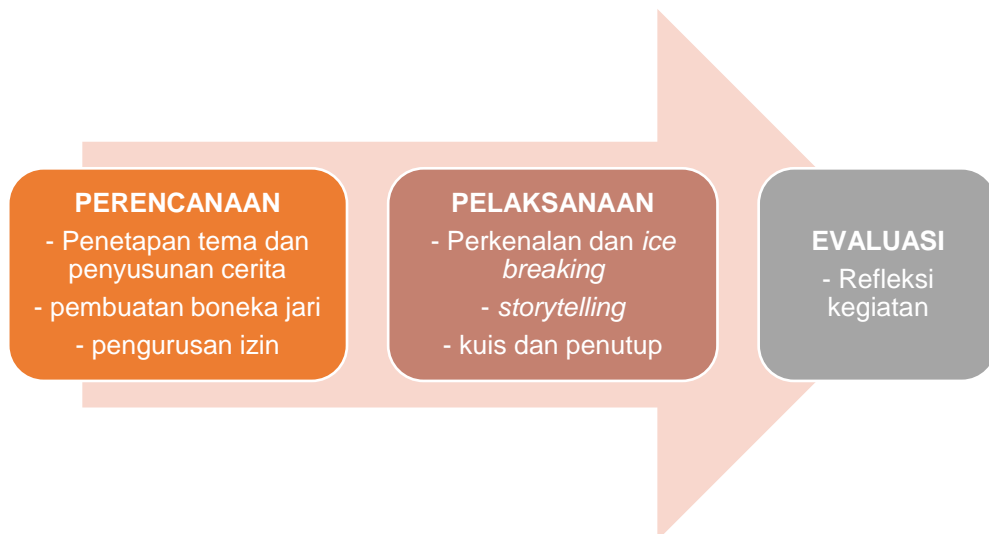 PERENCANAAN
- Penetapan tema dan
penyusunan cerita
- pembuatan boneka jari
- pengurusan izin
PELAKSANAAN
- Perkenalan dan ice
breaking
- storytelling
- kuis dan penutup
EVALUASI
- Refleksi
kegiatan